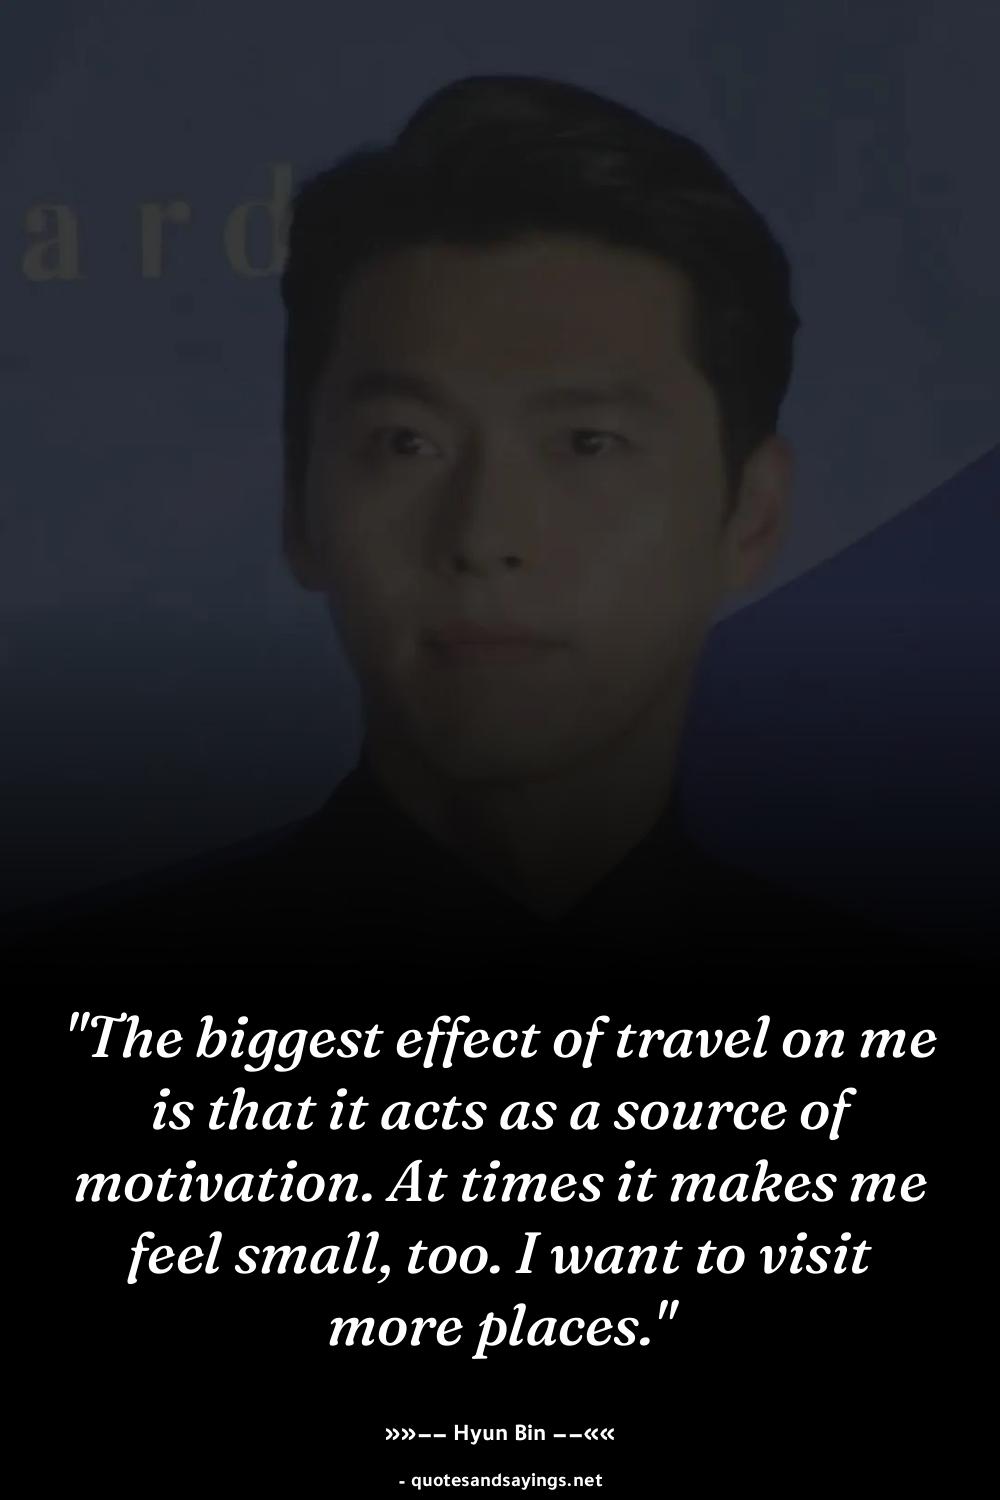 ard
"The biggest effect of travel on me
is that it acts as a source of
motivation. At times it makes me
feel small, too. I want to visit
more places."
»»–– Hyun Bin ––««
- quotesandsayings.net